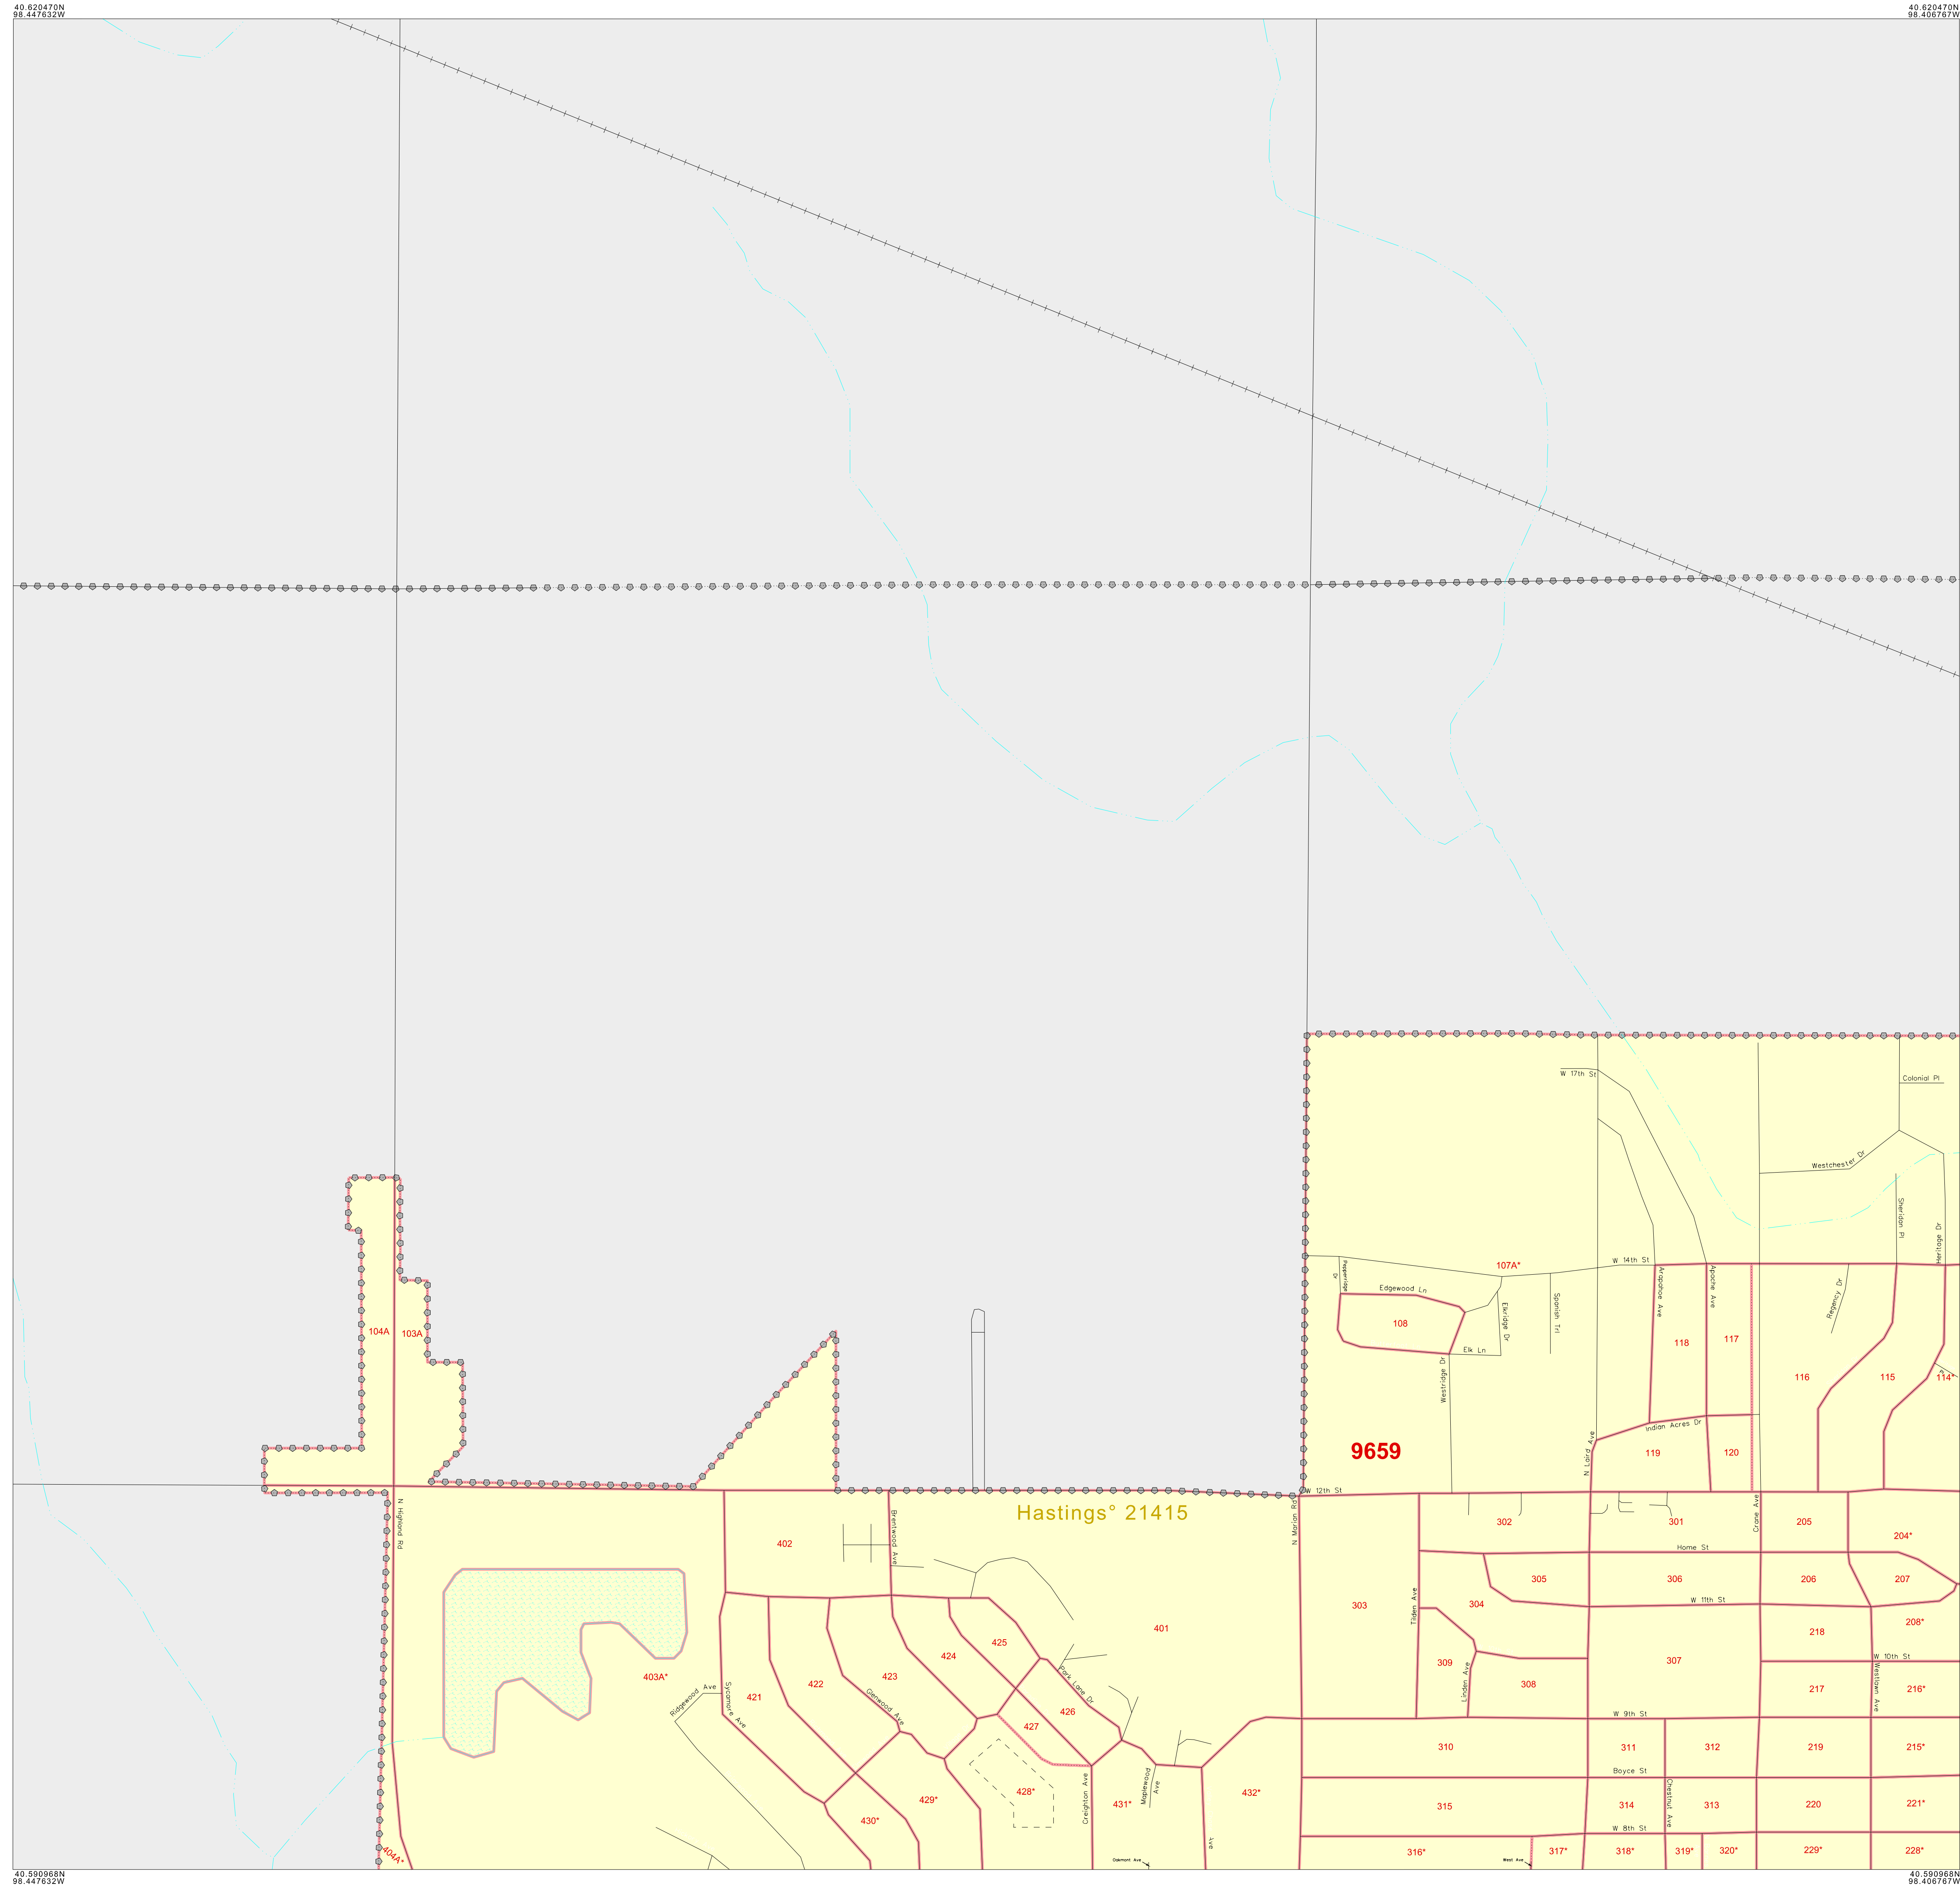 40.620470N
98.447632W
40.620470N
98.406767W
W 17th St
Colonial Pl
Westchester Dr
Sheridan Pl
Heritage Dr
107A*
W 14th St
Pepperridge
Dr
Edgewood Ln
Elkridge Dr
Spanish Trl
Arapahoe Ave
Apache Ave
Regency Dr
104A
103A
108
118
117
Elk Ln
Westridge Dr
116
115
114*
Indian Acres Dr
9659
N Laird Ave
119
120
W 12th St
Hastings° 21415
N Highland Rd
Brentwood Ave
N Marian Rd
Crane Ave
302
301
205
204*
402
Home St
305
306
206
207
303
Tilden Ave
304
W 11th St
401
218
208*
425
424
W 10th St
403A*
423
Ridgewood Ave
Sycamore Ave
421
422
Glenwood Ave
Park Lane Dr
426
427
309
Linden Ave
308
307
217
Westlawn Ave
216*
W 9th St
310
311
312
219
215*
Boyce St
428*
Creighton Ave
Maplewood
Ave
431*
432*
429*
430*
315
314
Chestnut Ave
313
220
221*
W 8th St
Ave
404A*
316*
317*
318*
319*
320*
229*
228*
Oakmont Ave
West Ave
40.590968N
98.447632W
40.590968N
98.406767W